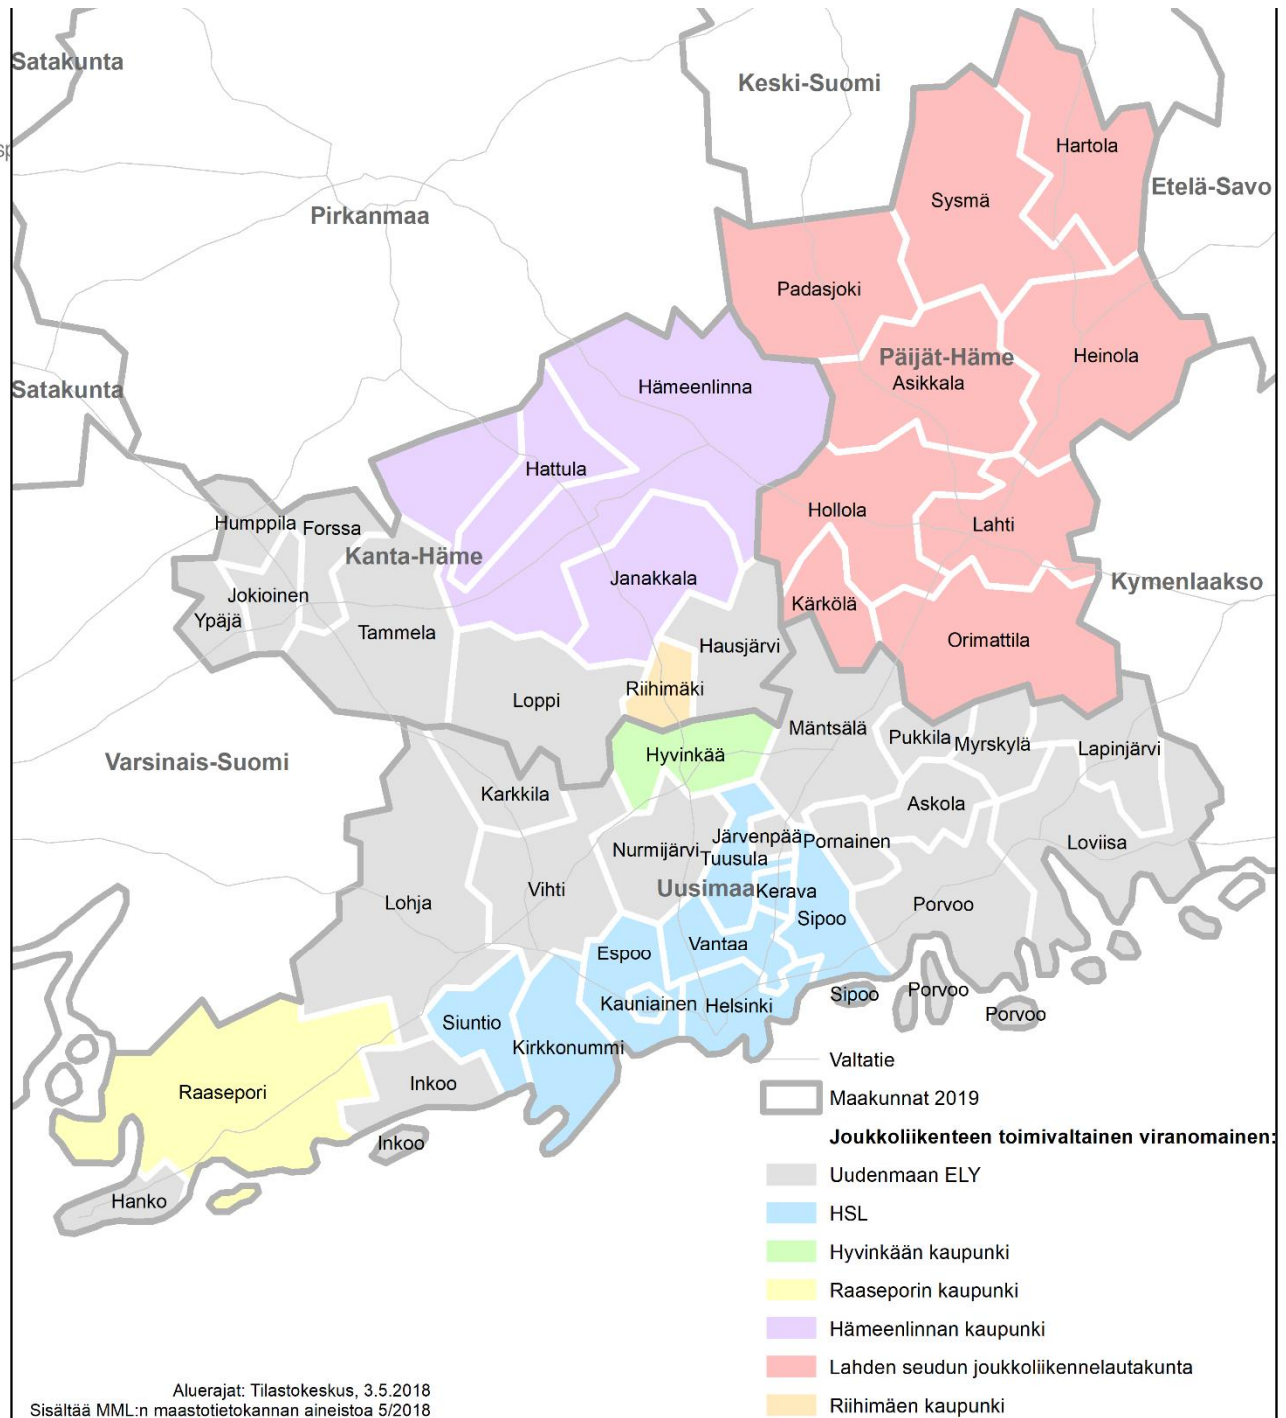 Satakunta
Keski-Suomi
Hartola
sp
Etelä-Savo
Sysmä
Pirkanmaa
Padasjoki
Päijät-Häme
Heinola
Asikkala
Hämeenlinna
Satakunta
Hattula
Hollola
Lahti
Humppila
Forssa
Kanta-Häme
Janakkala
Kymenlaakso
Jokioinen
Kärkölä
Ypäjä
Tammela
Orimattila
Hausjärvi
Riihimäki
Loppi
Mäntsälä
Pukkila
Myrskylä
Lapinjärvi
Hyvinkää
Varsinais-Suomi
Karkkila
Askola
Järvenpää
Pornainen
Loviisa
Nurmijärvi
Tuusula
Uusimaa
Kerava
Vihti
Lohja
Porvoo
Sipoo
Vantaa
Espoo
Porvoo
Sipoo
Kauniainen
Helsinki
Porvoo
Siuntio
Kirkkonummi
Inkoo
Raasepori
Inkoo
Hanko
Valtatie
Maakunnat 2019
Joukkoliikenteen toimivaltainen viranomainen:
Uudenmaan ELY
HSL
Hyvinkään kaupunki
Raaseporin kaupunki
Hämeenlinnan kaupunki
Lahden seudun joukkoliikennelautakunta
Riihimäen kaupunki
Aluerajat: Tilastokeskus, 3.5.2018
Sisältää MML:n maastotietokannan aineistoa 5/2018